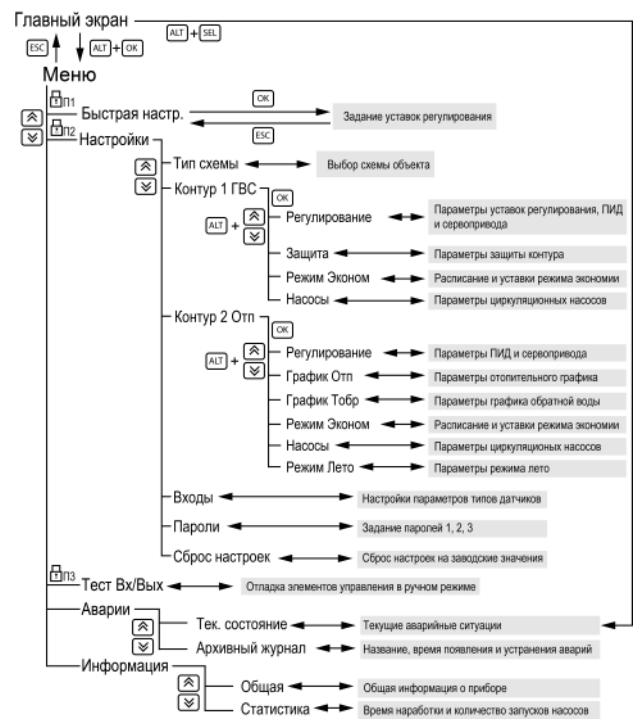 Главный экран
ALT + SEL
ESC ALT + OK
Меню
П1
Быстрая настр. OK Задание уставок регулирования
ESC
П2
Настройки
Тип схемы Выбор схемы объекта
Контур 1 ГВС
OK
ALT +
Регулирование Параметры уставок регулирования, ПИД
и сервопривода
Защита Параметры защиты контура
Режим Эконом Расписание и уставки режима экономии
Насосы Параметры циркуляционных насосов
Контур 2 Отп
OK
ALT +
Регулирование Параметры ПИД и сервопривода
График Отп Параметры отопительного графика
График Тобр Параметры графика обратной воды
Режим Эконом Расписание и уставки режима экономии
Насосы Параметры циркуляционых насосов
Режим Лето Параметры режима лето
Входы Настройки параметров типов датчиков
Пароли Задание паролей 1, 2, 3
Сброс настроек Сброс настроек на заводские значения
П3
Тест Вх/Вых Отладка элементов управления в ручном режиме
Аварии
Тек. состояние Текущие аварийные ситуации
Архивный журнал Название, время появления и устранения аварий
Информация
Общая Общая информация о приборе
Статистика Время наработки и количество запусков насосов